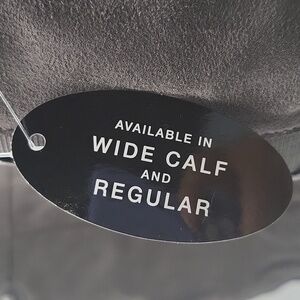 AVAILABLE IN
WIDE CALF
AND
REGULAR